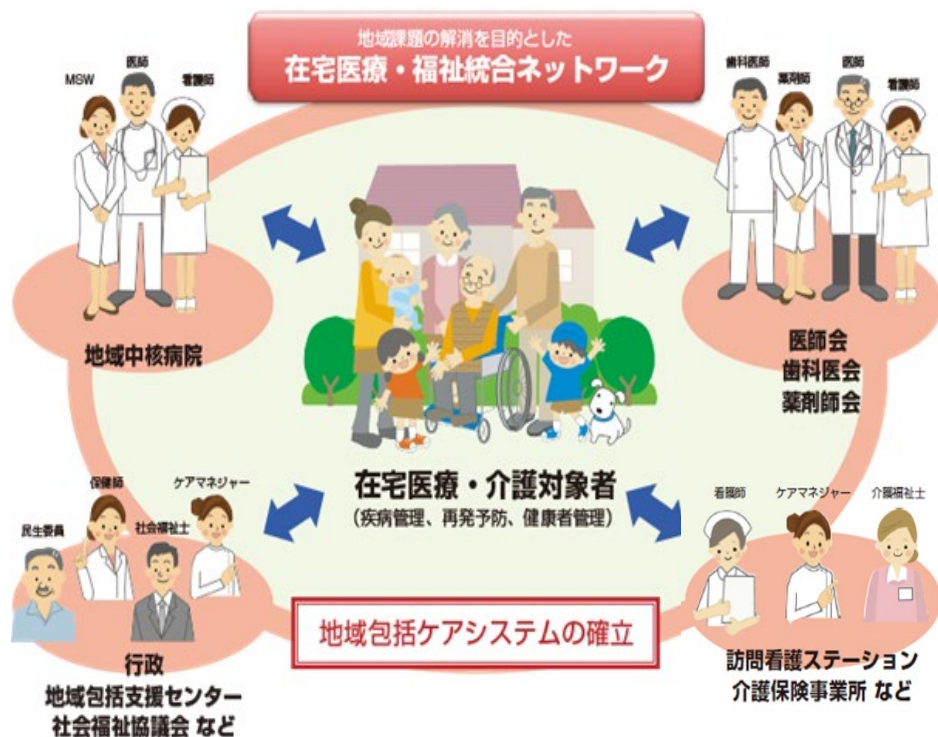 地域課題の解消を目的とした
在宅医療・福祉統合ネットワーク
MSW
医師
看護師
地域中核病院
歯科医師
薬剤師
医師
看護師
医師会
歯科医会
薬剤師会
在宅医療・介護対象者
(疾病管理、再発予防、健康者管理)
民生委員
保健師
社会福祉士
ケアマネジャー
行政
地域包括支援センター
社会福祉協議会 など
看護師
ケアマネジャー
介護福祉士
訪問看護ステーション
介護保険事業所 など
地域包括ケアシステムの確立